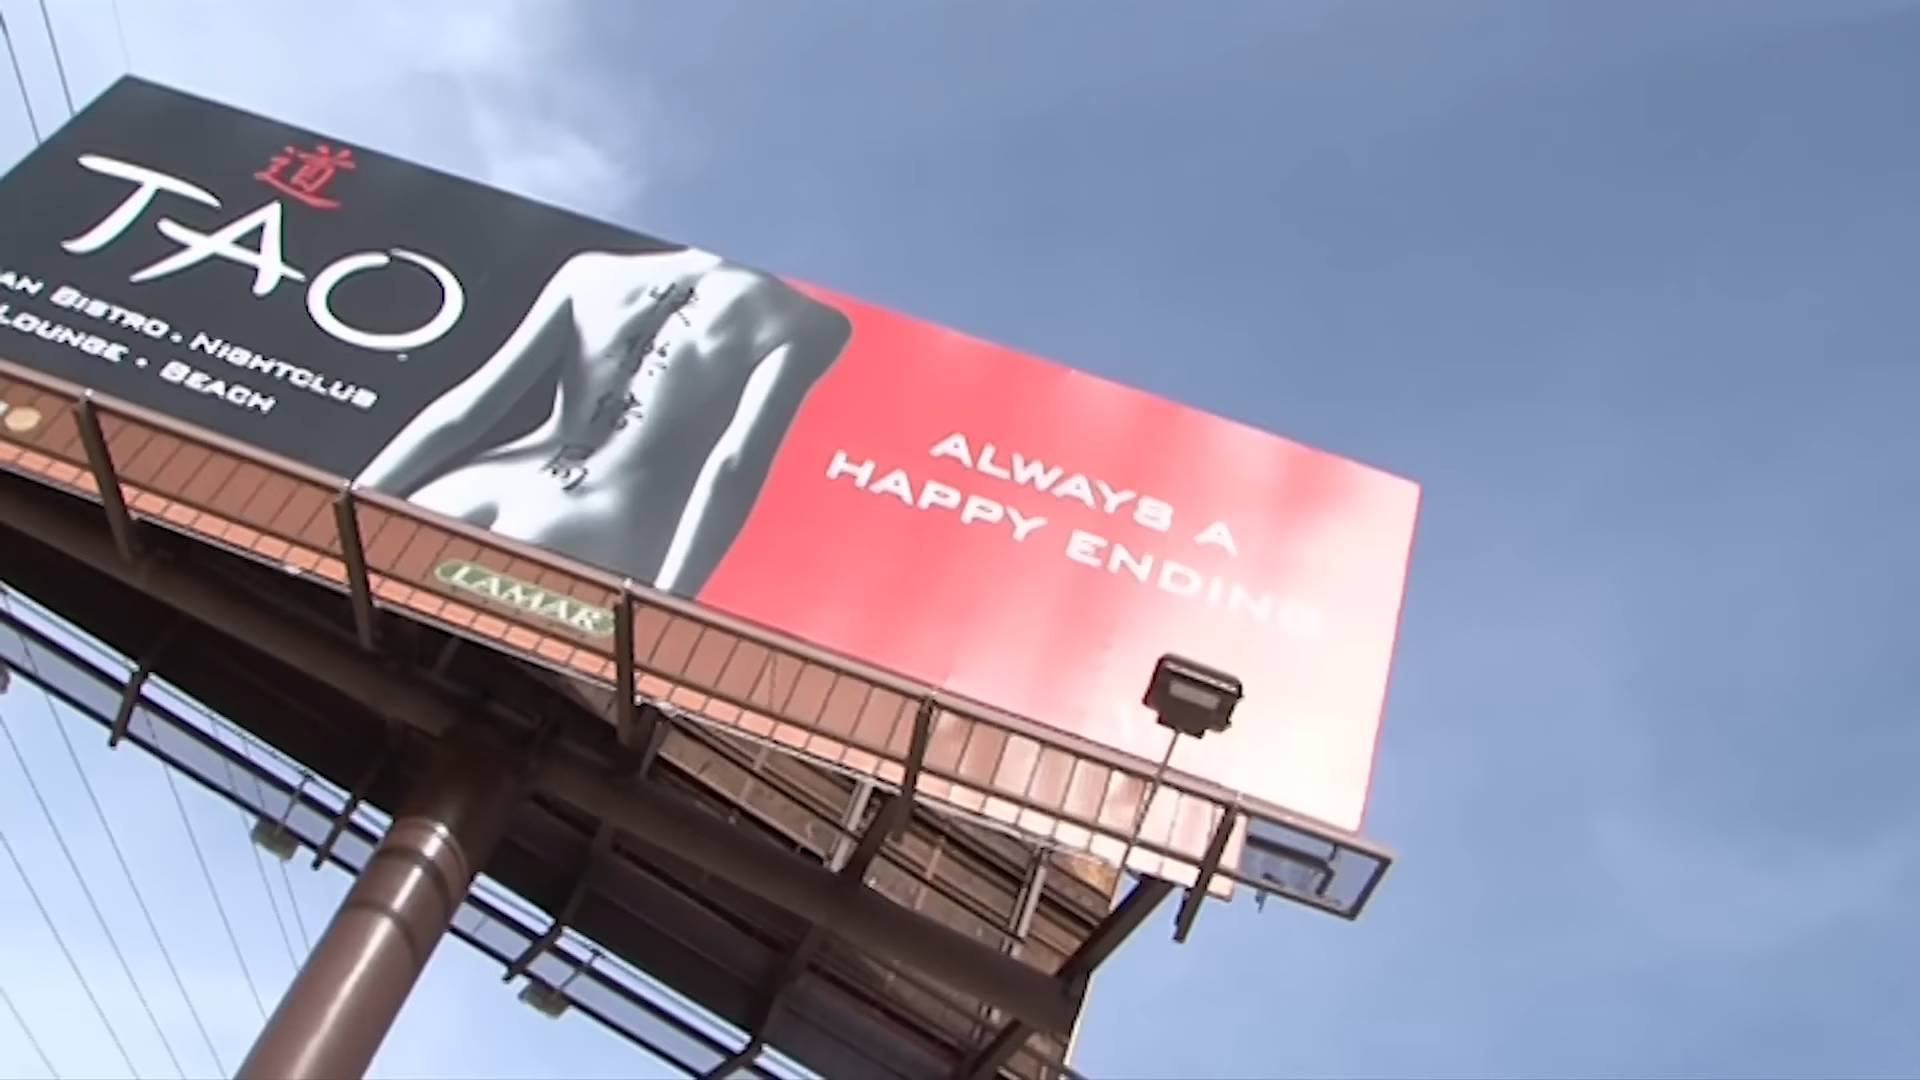 道
TAO
AN BISTRO · NIGHTCLUB
LOUNGE · BEACH
ALWAYS A
HAPPY ENDING
LAMAR